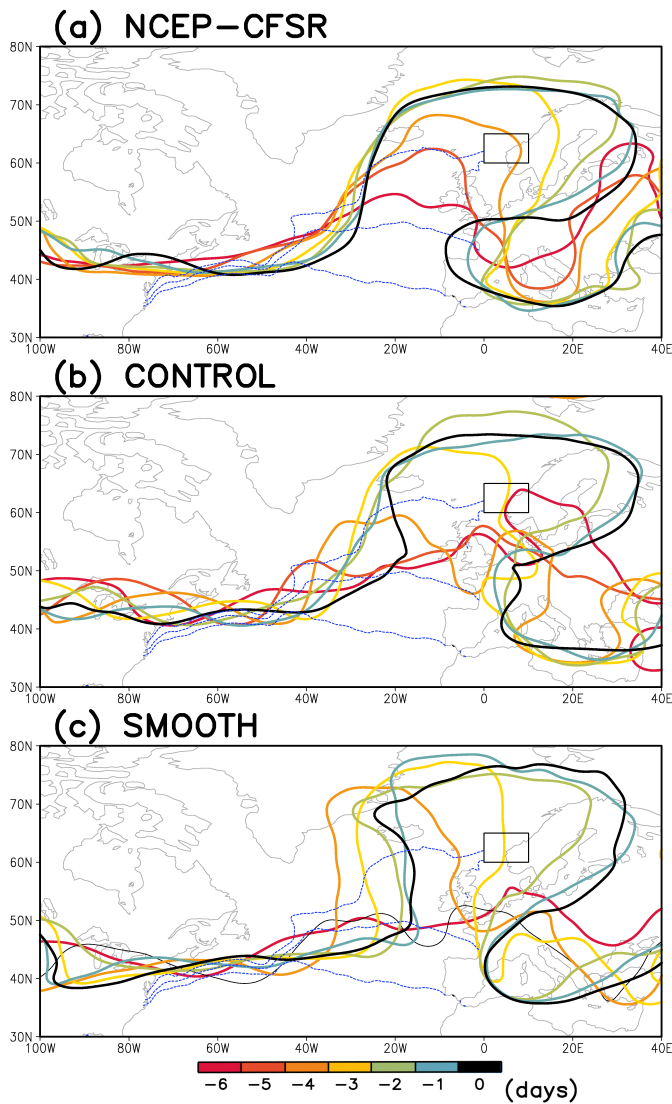 (a) NCEP-CFSR
80N
70N
60N
50N
40N
30N
100W 80W 60W 40W 20W 0 20E 40E
(b) CONTROL
80N
70N
60N
50N
40N
30N
100W 80W 60W 40W 20W 0 20E 40E
(c) SMOOTH
80N
70N
60N
50N
40N
30N
100W 80W 60W 40W 20W 0 20E 40E
-6 -5 -4 -3 -2 -1 0 (days)